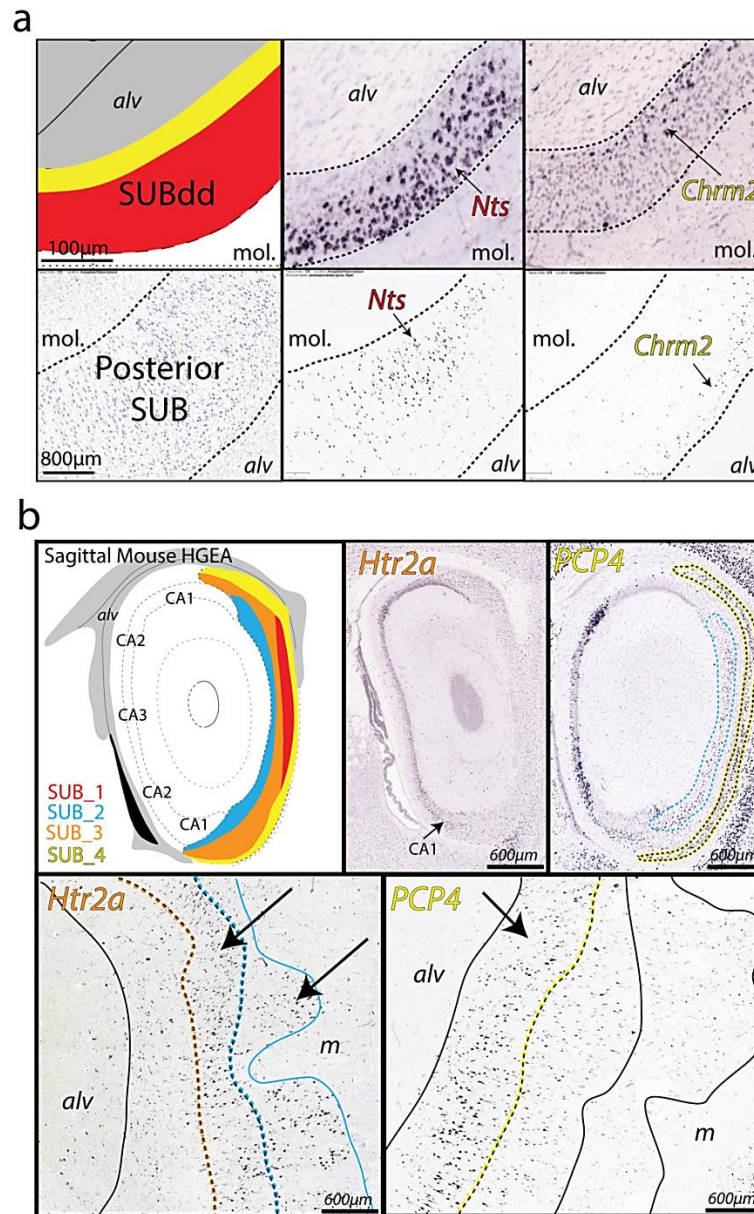 a
alv
SUBdd
100µm
mol.
alv
Nts
mol.
alv
Chrm2
mol.
mol.
Posterior
SUB
800µm
alv
mol.
Nts
alv
Chrm2
alv
b
Sagittal Mouse HGEA
CA1
alv
CA2
CA3
SUB_1
SUB_2
SUB_3
SUB_4
CA2
CA1
Htr2a
CA1
600µm
PCP4
600µm
Htr2a
alv
m
600µm
PCP4
alv
m
600µm